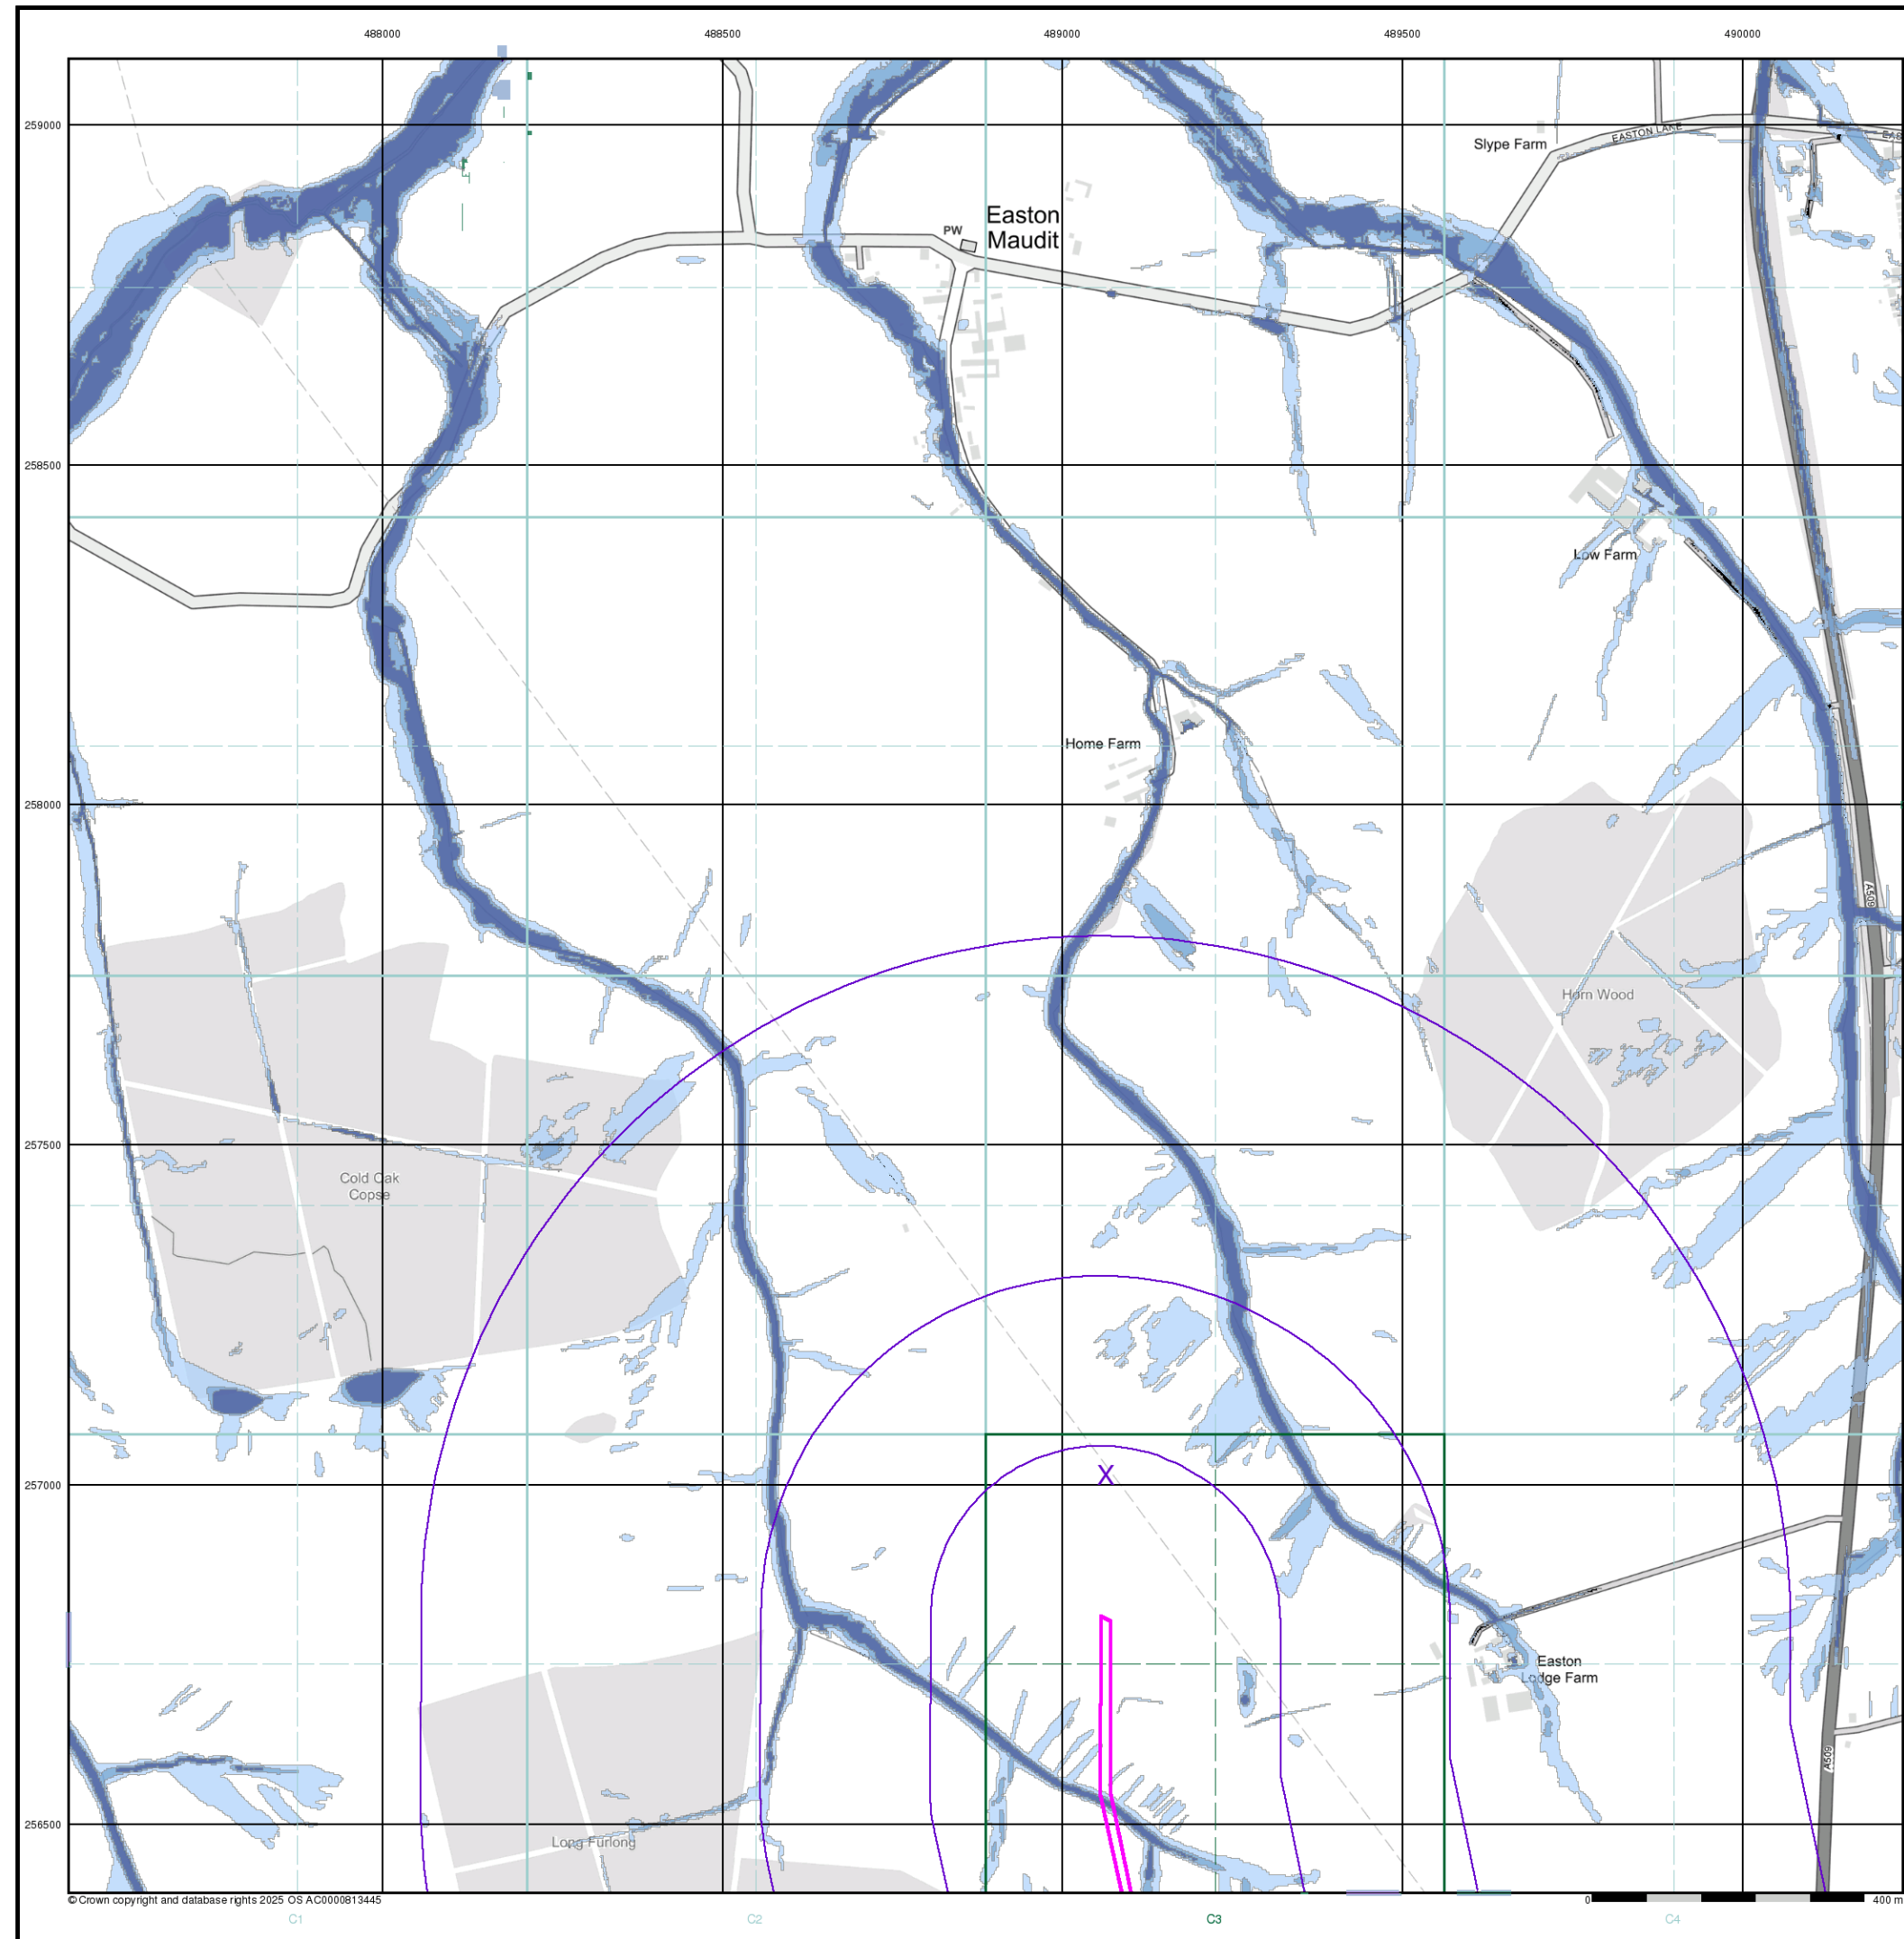 488000 488500 489000 489500 490000
259000
Slype Farm
EASTON LANE
EAS
Easton
Maudit
PW
258500
Low Farm
Home Farm
258000
A509
Horn Wood
257500
Cold Oak
Copse
X
257000
Easton
Lodge Farm
A509
256500
Long Furlong
© Crown copyright and database rights 2025 OS AC0000813445
0 400 m
C1 C2 C3 C4